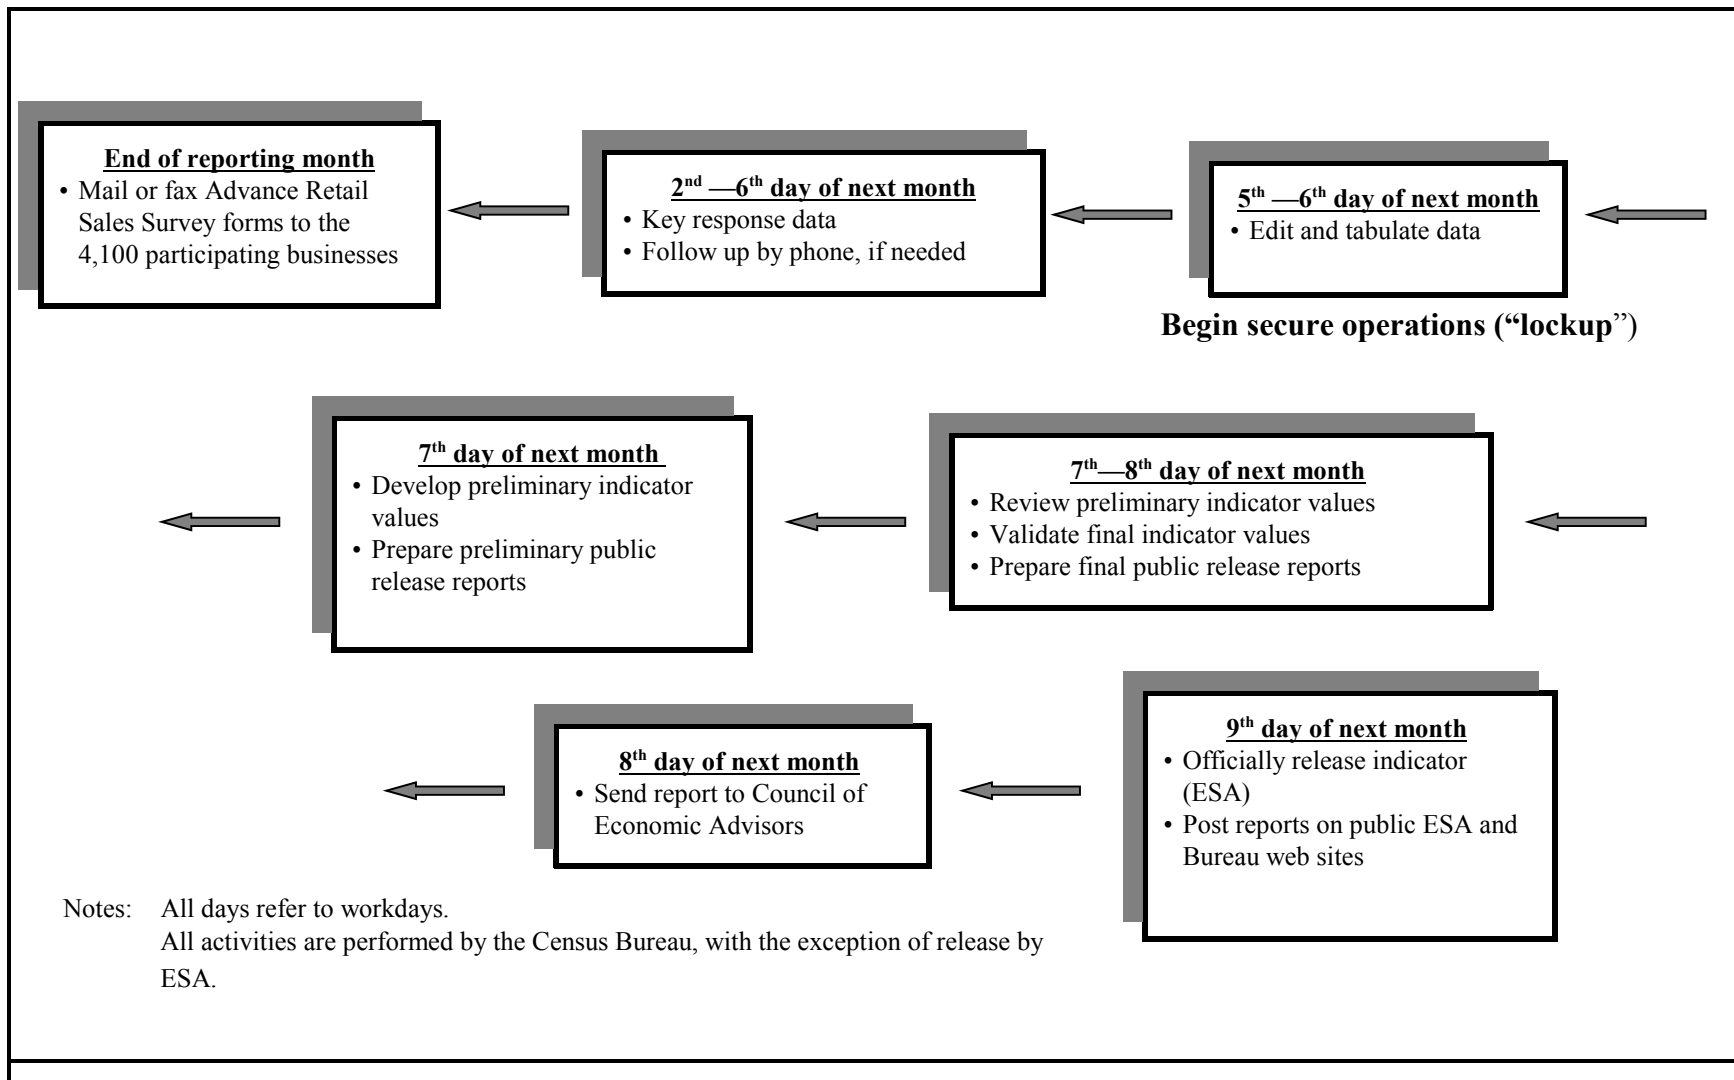 End of reporting month
• Mail or fax Advance Retail
Sales Survey forms to the
4,100 participating businesses
2nd —6th day of next month
• Key response data
• Follow up by phone, if needed
5th —6th day of next month
• Edit and tabulate data
Begin secure operations (“lockup”)
7th day of next month
• Develop preliminary indicator
values
• Prepare preliminary public
release reports
7th—8th day of next month
• Review preliminary indicator values
• Validate final indicator values
• Prepare final public release reports
8th day of next month
• Send report to Council of
Economic Advisors
9th day of next month
• Officially release indicator
(ESA)
• Post reports on public ESA and
Bureau web sites
Notes: All days refer to workdays.
All activities are performed by the Census Bureau, with the exception of release by
ESA.